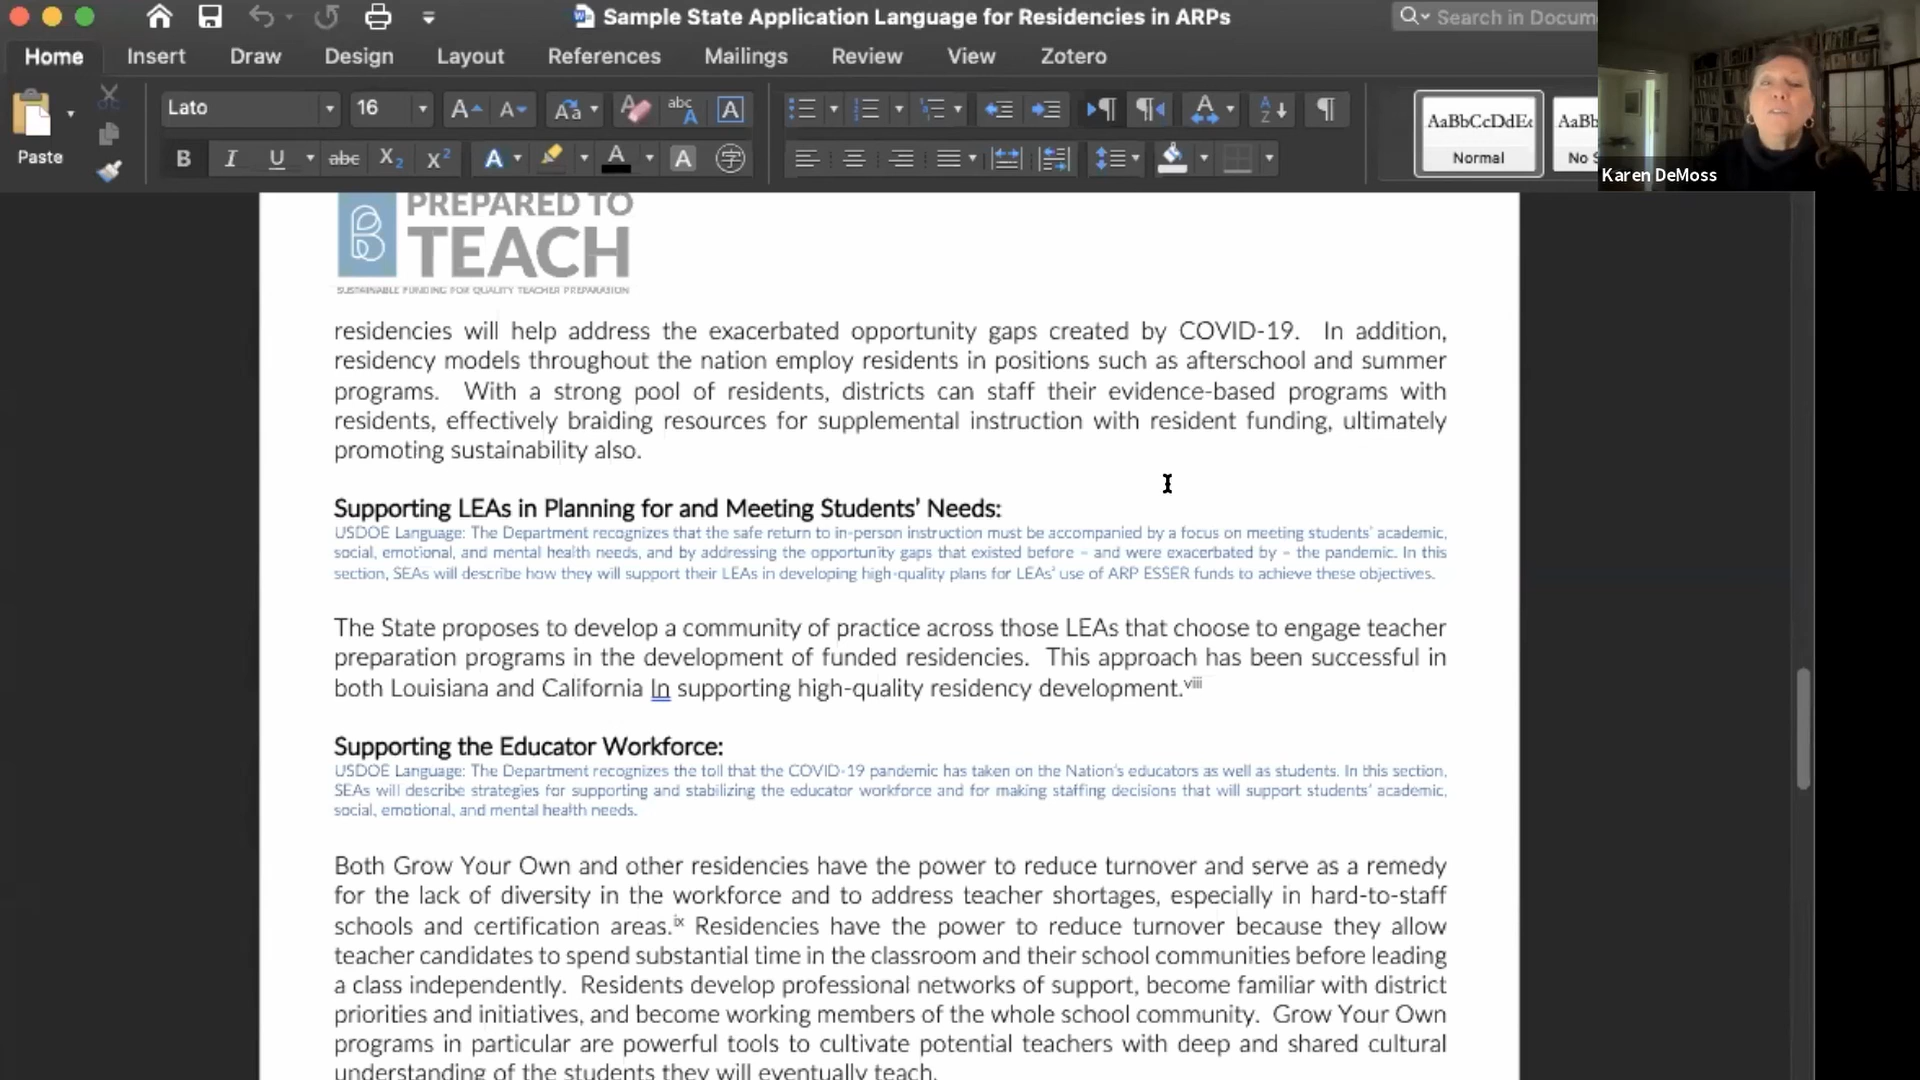 Sample State Application Language for Residencies in ARPs
Search in Docum
Home Insert Draw Design Layout References Mailings Review View Zotero
Paste
Lato 16
AaBbCcDdEe
Normal
AaBb
No S
Karen DeMoss
PREPARED TO
TEACH
SUSTAINABLE FUNDING FOR QUALITY TEACHER PREPARATION
residencies will help address the exacerbated opportunity gaps created by COVID-19. In addition,
residency models throughout the nation employ residents in positions such as afterschool and summer
programs. With a strong pool of residents, districts can staff their evidence-based programs with
residents, effectively braiding resources for supplemental instruction with resident funding, ultimately
promoting sustainability also.
Supporting LEAs in Planning for and Meeting Students’ Needs:
USDOE Language: The Department recognizes that the safe return to in-person instruction must be accompanied by a focus on meeting students’ academic,
social, emotional, and mental health needs, and by addressing the opportunity gaps that existed before – and were exacerbated by – the pandemic. In this
section, SEAs will describe how they will support their LEAs in developing high-quality plans for LEAs’ use of ARP ESSER funds to achieve these objectives.
The State proposes to develop a community of practice across those LEAs that choose to engage teacher
preparation programs in the development of funded residencies. This approach has been successful in
both Louisiana and California In supporting high-quality residency development.viii
Supporting the Educator Workforce:
USDOE Language: The Department recognizes the toll that the COVID-19 pandemic has taken on the Nation’s educators as well as students. In this section,
SEAs will describe strategies for supporting and stabilizing the educator workforce and for making staffing decisions that will support students’ academic,
social, emotional, and mental health needs.
Both Grow Your Own and other residencies have the power to reduce turnover and serve as a remedy
for the lack of diversity in the workforce and to address teacher shortages, especially in hard-to-staff
schools and certification areas.ix Residencies have the power to reduce turnover because they allow
teacher candidates to spend substantial time in the classroom and their school communities before leading
a class independently. Residents develop professional networks of support, become familiar with district
priorities and initiatives, and become working members of the whole school community. Grow Your Own
programs in particular are powerful tools to cultivate potential teachers with deep and shared cultural
understanding of the students they will eventually teach.